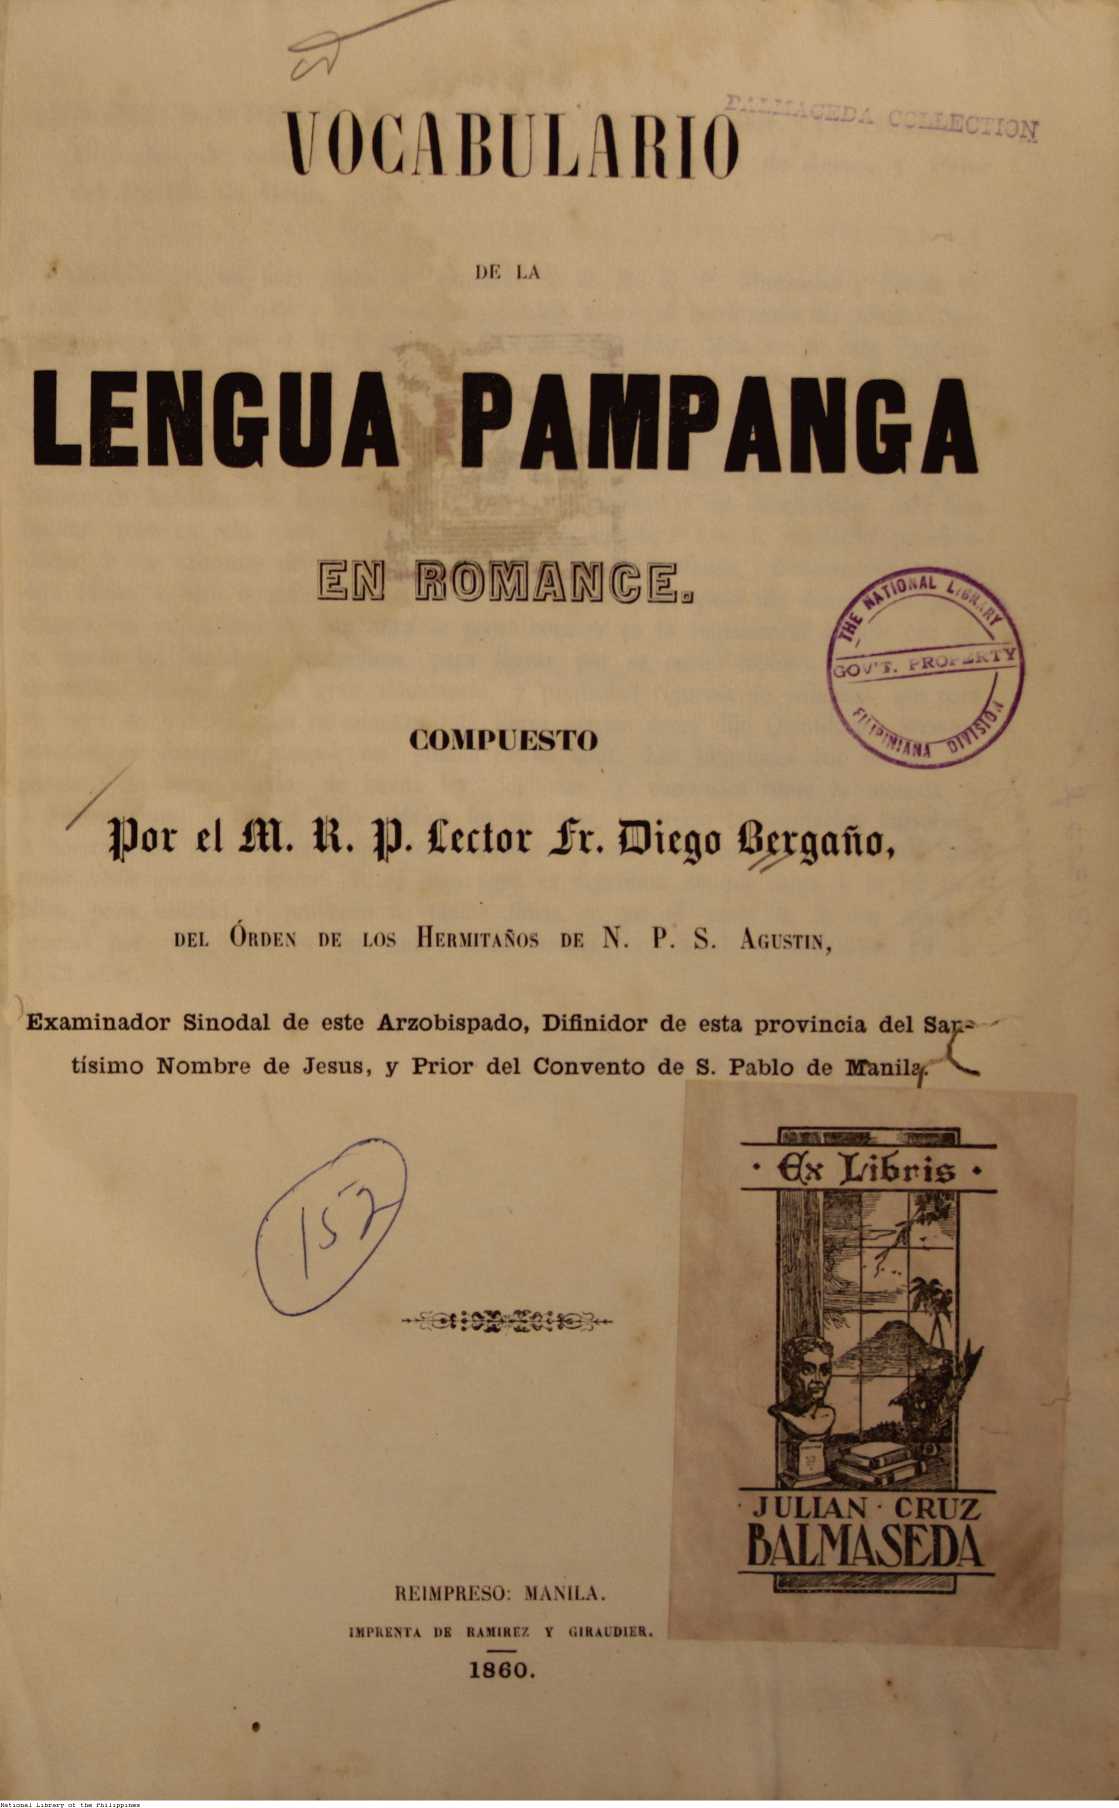 BALMACEDA COLLECTION
VOCABULARIO
DE LA
LENGUA PAMPANGA
EN ROMANCE.
THE NATIONAL LIBRARY
GOV'T. PROPERTY
FILIPINIANA DIVISION
COMPUESTO
Por el M. R. P. Lector Fr. Diego Bergaño,
DEL ÓRDEN DE LOS HERMITAÑOS DE N. P. S. AGUSTIN,
Examinador Sinodal de este Arzobispado, Difinidor de esta provincia del San-
tísimo Nombre de Jesus, y Prior del Convento de S. Pablo de Manila.
152
· Ex Libris ·
· JULIAN · CRUZ
BALMASEDA
REIMPRESO: MANILA.
IMPRENTA DE RAMIREZ Y GIRAUDIER.
1860.
National Library of the Philippines